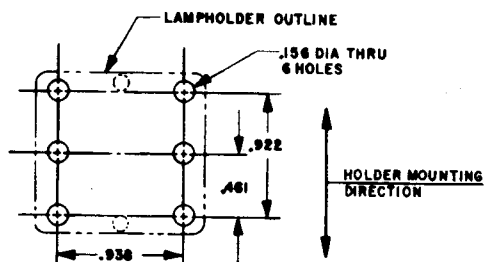 LAMPHOLDER OUTLINE
.156 DIA THRU
6 HOLES
.922
.461
HOLDER MOUNTING
DIRECTION
.938